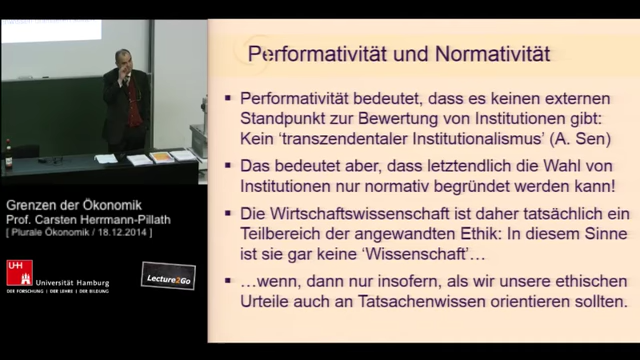 Performativität und Normativität
Performativität bedeutet, dass es keinen externen
Standpunkt zur Bewertung von Institutionen gibt:
Kein ‘transzendentaler Institutionalismus’ (A. Sen)
Das bedeutet aber, dass letztendlich die Wahl von
Institutionen nur normativ begründet werden kann!
Die Wirtschaftswissenschaft ist daher tatsächlich ein
Teilbereich der angewandten Ethik: In diesem Sinne
ist sie gar keine ‘Wissenschaft’…
…wenn, dann nur insofern, als wir unsere ethischen
Urteile auch an Tatsachenwissen orientieren sollten.
Grenzen der Ökonomik
Prof. Carsten Herrmann-Pillath
[ Plurale Ökonomik / 18.12.2014 ]
UH
Universität Hamburg
DER FORSCHUNG | DER LEHRE | DER BILDUNG
Lecture2Go